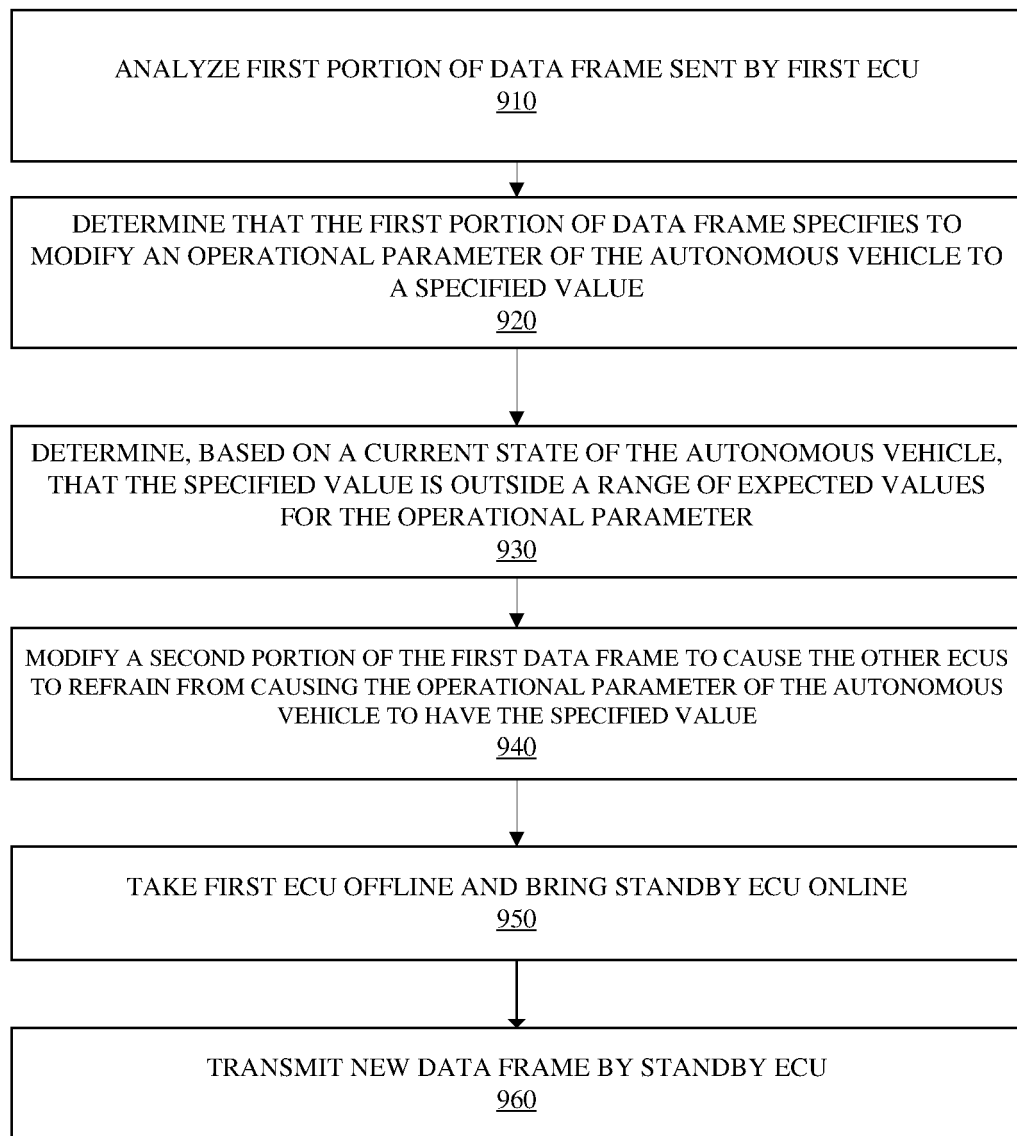 ANALYZE FIRST PORTION OF DATA FRAME SENT BY FIRST ECU
910
DETERMINE THAT THE FIRST PORTION OF DATA FRAME SPECIFIES TO
MODIFY AN OPERATIONAL PARAMETER OF THE AUTONOMOUS VEHICLE TO
A SPECIFIED VALUE
920
DETERMINE, BASED ON A CURRENT STATE OF THE AUTONOMOUS VEHICLE,
THAT THE SPECIFIED VALUE IS OUTSIDE A RANGE OF EXPECTED VALUES
FOR THE OPERATIONAL PARAMETER
930
MODIFY A SECOND PORTION OF THE FIRST DATA FRAME TO CAUSE THE OTHER ECUS
TO REFRAIN FROM CAUSING THE OPERATIONAL PARAMETER OF THE AUTONOMOUS
VEHICLE TO HAVE THE SPECIFIED VALUE
940
TAKE FIRST ECU OFFLINE AND BRING STANDBY ECU ONLINE
950
TRANSMIT NEW DATA FRAME BY STANDBY ECU
960